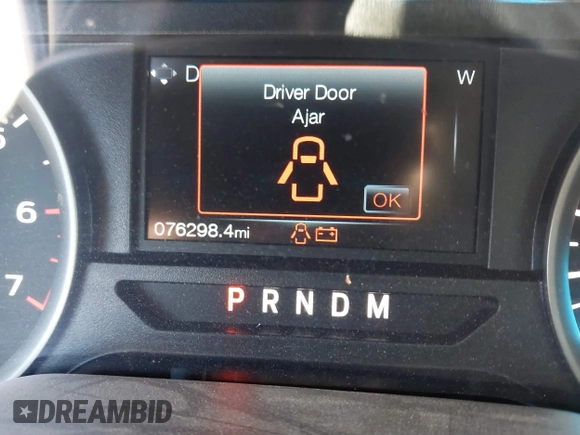 D
W
Driver Door
Ajar
OK
076298.4mi
6
7
P R N D M
DREAMBID